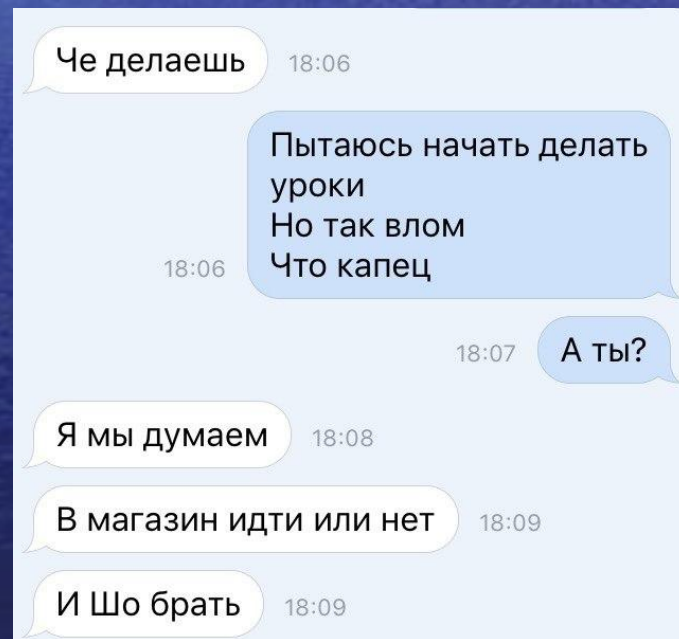 Че делаешь 18:06
Пытаюсь начать делать
уроки
Но так влом
18:06 Что капец
18:07 А ты?
Я мы думаем 18:08
В магазин идти или нет 18:09
И Шо брать 18:09